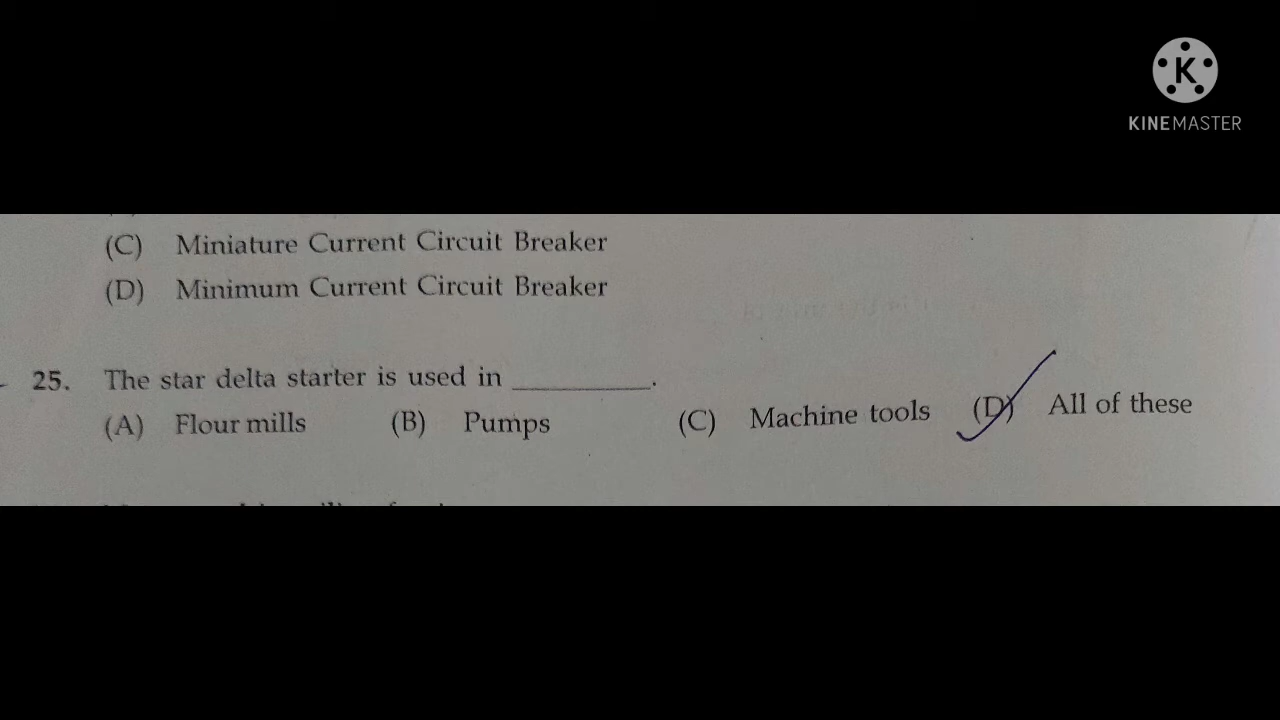 K
KINEMASTER
(C) Miniature Current Circuit Breaker
(D) Minimum Current Circuit Breaker
25. The star delta starter is used in __________.
(A) Flour mills (B) Pumps (C) Machine tools (D) All of these